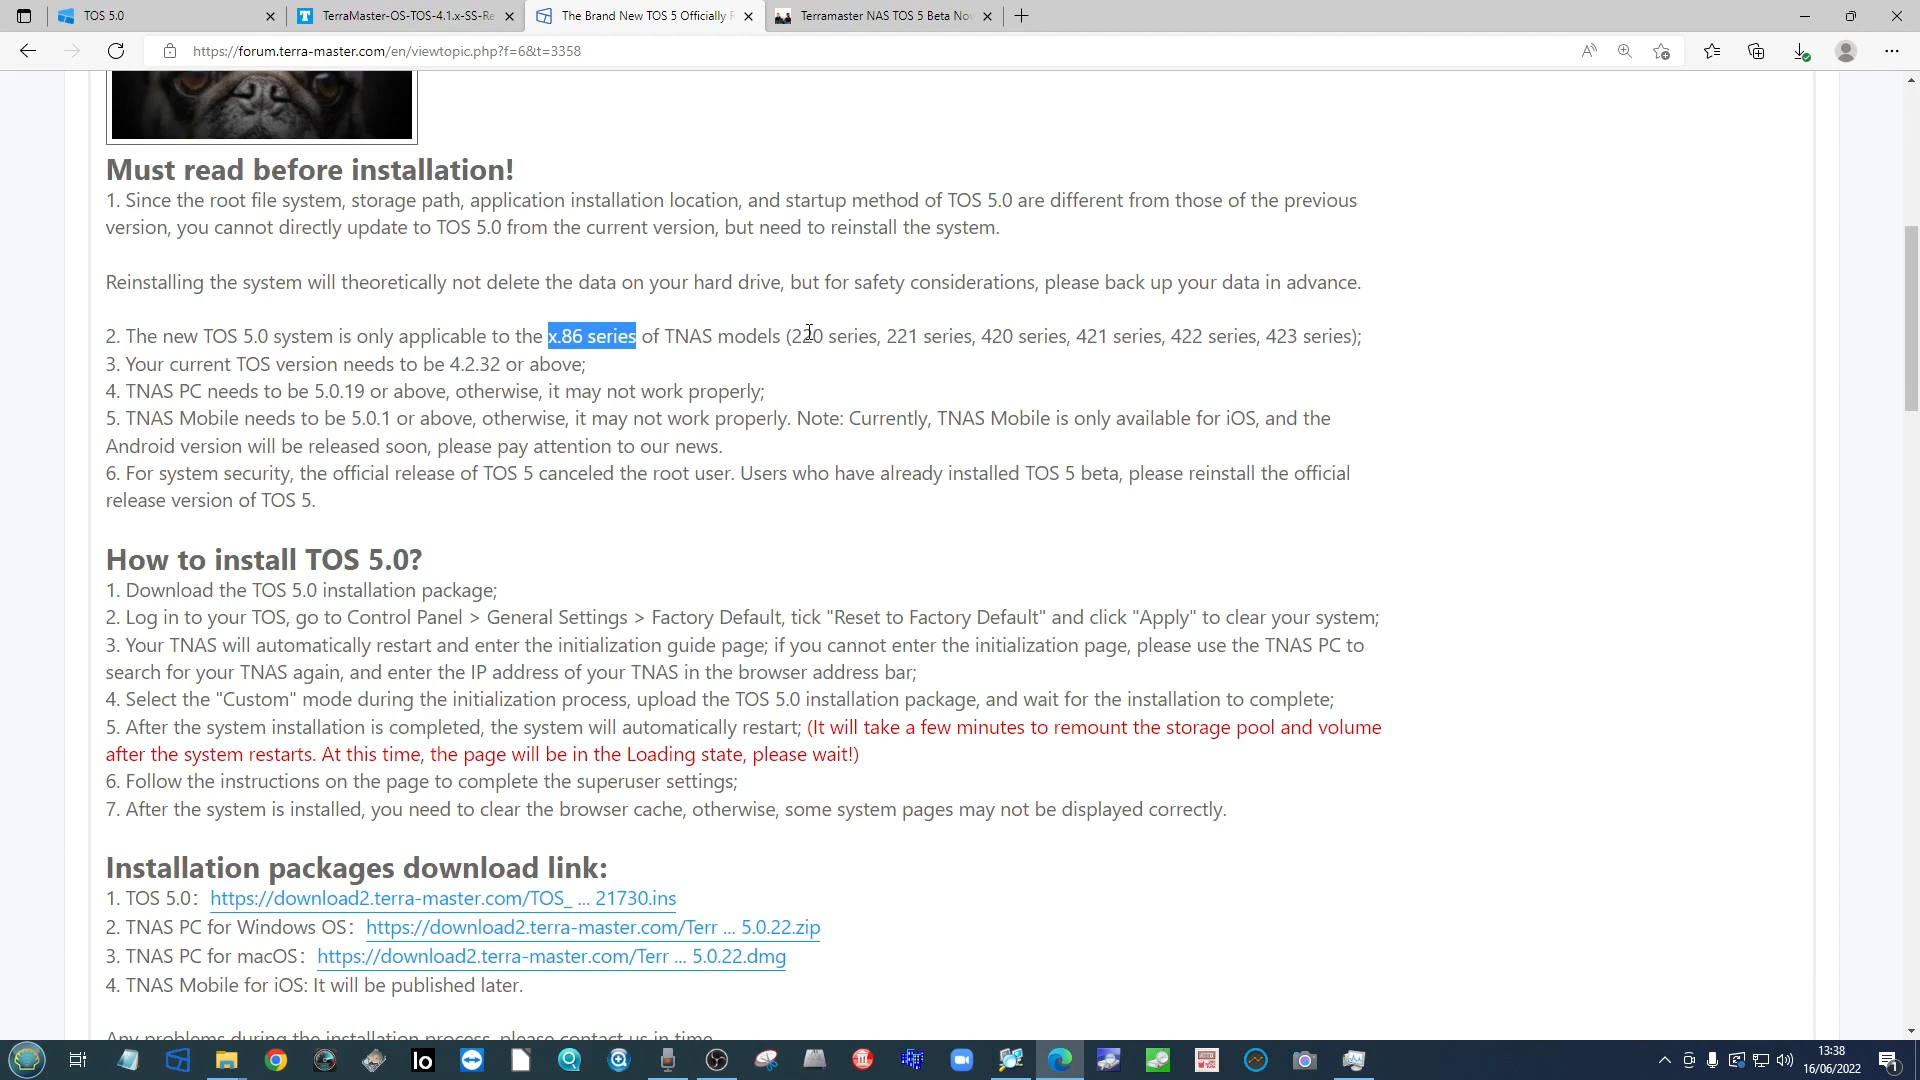 TOS 5.0
TerraMaster-OS-TOS-4.1.x-SS-Re
The Brand New TOS 5 Officially R
Terramaster NAS TOS 5 Beta Nov
https://forum.terra-master.com/en/viewtopic.php?f=6&t=3358
Must read before installation!
1. Since the root file system, storage path, application installation location, and startup method of TOS 5.0 are different from those of the previous
version, you cannot directly update to TOS 5.0 from the current version, but need to reinstall the system.
Reinstalling the system will theoretically not delete the data on your hard drive, but for safety considerations, please back up your data in advance.
2. The new TOS 5.0 system is only applicable to the x.86 series of TNAS models (220 series, 221 series, 420 series, 421 series, 422 series, 423 series);
3. Your current TOS version needs to be 4.2.32 or above;
4. TNAS PC needs to be 5.0.19 or above, otherwise, it may not work properly;
5. TNAS Mobile needs to be 5.0.1 or above, otherwise, it may not work properly. Note: Currently, TNAS Mobile is only available for iOS, and the
Android version will be released soon, please pay attention to our news.
6. For system security, the official release of TOS 5 canceled the root user. Users who have already installed TOS 5 beta, please reinstall the official
release version of TOS 5.
How to install TOS 5.0?
1. Download the TOS 5.0 installation package;
2. Log in to your TOS, go to Control Panel > General Settings > Factory Default, tick "Reset to Factory Default" and click "Apply" to clear your system;
3. Your TNAS will automatically restart and enter the initialization guide page; if you cannot enter the initialization page, please use the TNAS PC to
search for your TNAS again, and enter the IP address of your TNAS in the browser address bar;
4. Select the "Custom" mode during the initialization process, upload the TOS 5.0 installation package, and wait for the installation to complete;
5. After the system installation is completed, the system will automatically restart; (It will take a few minutes to remount the storage pool and volume
after the system restarts. At this time, the page will be in the Loading state, please wait!)
6. Follow the instructions on the page to complete the superuser settings;
7. After the system is installed, you need to clear the browser cache, otherwise, some system pages may not be displayed correctly.
Installation packages download link:
1. TOS 5.0: https://download2.terra-master.com/TOS_ ... 21730.ins
2. TNAS PC for Windows OS: https://download2.terra-master.com/Terr ... 5.0.22.zip
3. TNAS PC for macOS: https://download2.terra-master.com/Terr ... 5.0.22.dmg
4. TNAS Mobile for iOS: It will be published later.
Any problems during the installation process, please contact us in time
13:38
16/06/2022